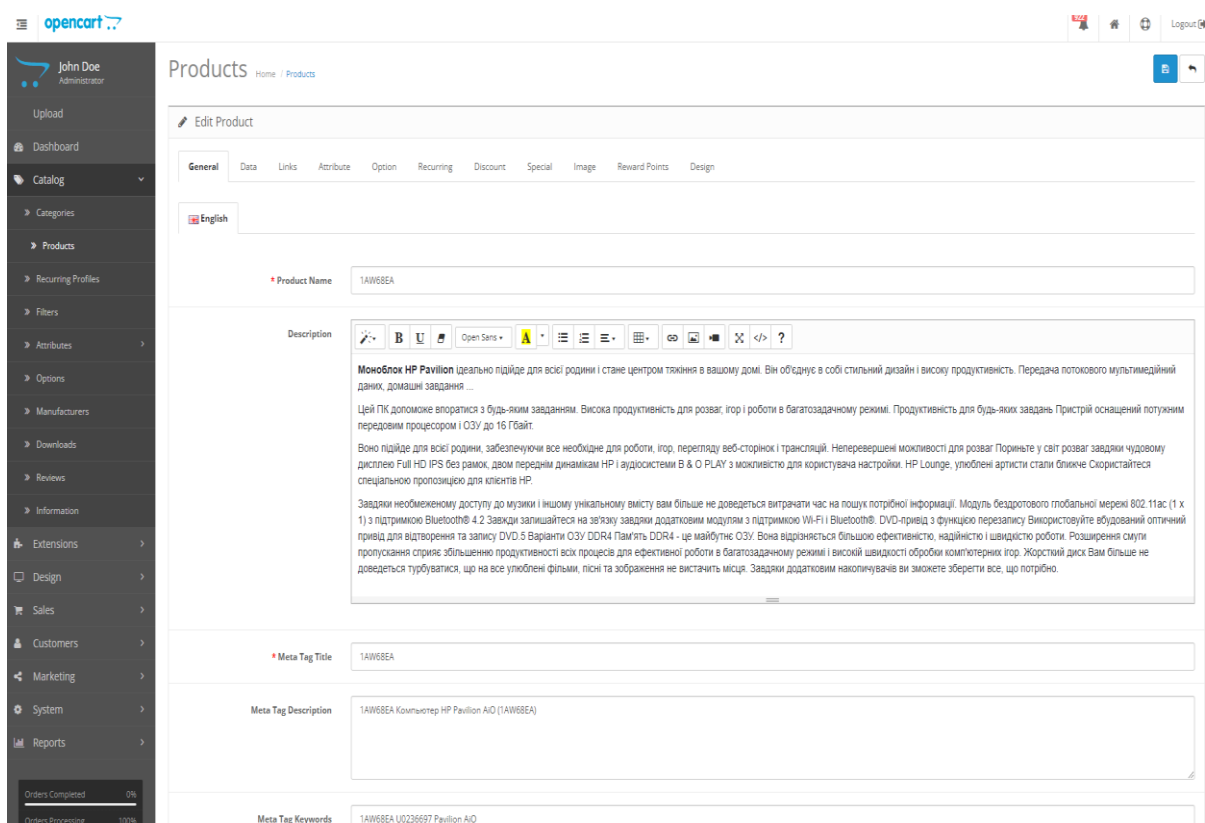 opencart
922
Logout
John Doe
Administrator
Upload
Dashboard
Catalog
Categories
Products
Recurring Profiles
Filters
Attributes
Options
Manufacturers
Downloads
Reviews
Information
Extensions
Design
Sales
Customers
Marketing
System
Reports
Orders Completed 0%
Orders Processing 100%
Products Home / Products
Edit Product
General Data Links Attribute Option Recurring Discount Special Image Reward Points Design
English
* Product Name 1AW68EA
Description
B U Open Sans A </> ?
Моноблок HP Pavilion ідеально підійде для всієї родини і стане центром тяжіння в вашому домі. Він об'єднує в собі стильний дизайн і високу продуктивність. Передача потокового мультимедійний
даних, домашні завдання ...
Цей ПК допоможе впоратися з будь-яким завданням. Висока продуктивність для розваг, ігор і роботи в багатозадачному режимі. Продуктивність для будь-яких завдань Пристрій оснащений потужним
передовим процесором і ОЗУ до 16 Гбайт.
Воно підійде для всієї родини, забезпечуючи все необхідне для роботи, ігор, перегляду веб-сторінок і трансляцій. Неперевершені можливості для розваг Пориньте у світ розваг завдяки чудовому
дисплею Full HD IPS без рамок, двом переднім динамікам HP і аудіосистеми B & O PLAY з можливістю для користувача настройки. HP Lounge, улюблені артисти стали ближче Скористайтеся
спеціальною пропозицією для клієнтів HP.
Завдяки необмеженому доступу до музики і іншому унікальному вмісту вам більше не доведеться витрачати час на пошук потрібної інформації. Модуль бездротового глобальної мережі 802.11ac (1 x
1) з підтримкою Bluetooth® 4.2 Завжди залишайтеся на зв'язку завдяки додатковим модулям з підтримкою Wi-Fi і Bluetooth®. DVD-привід з функцією перезапису Використовуйте вбудований оптичний
привід для відтворення та запису DVD.5 Варіанти ОЗУ DDR4 Пам'ять DDR4 - це майбутнє ОЗУ. Вона відрізняється більшою ефективністю, надійністю і швидкістю роботи. Розширення смуги
пропускання сприяє збільшенню продуктивності всіх процесів для ефективної роботи в багатозадачному режимі і високій швидкості обробки комп'ютерних ігор. Жорсткий диск Вам більше не
доведеться турбуватися, що на все улюблені фільми, пісні та зображення не вистачить місця. Завдяки додатковим накопичувачів ви зможете зберегти все, що потрібно.
* Meta Tag Title 1AW68EA
Meta Tag Description 1AW68EA Компьютер HP Pavilion AiO (1AW68EA)
Meta Tag Keywords 1AW68EA U0236697 Pavilion AiO